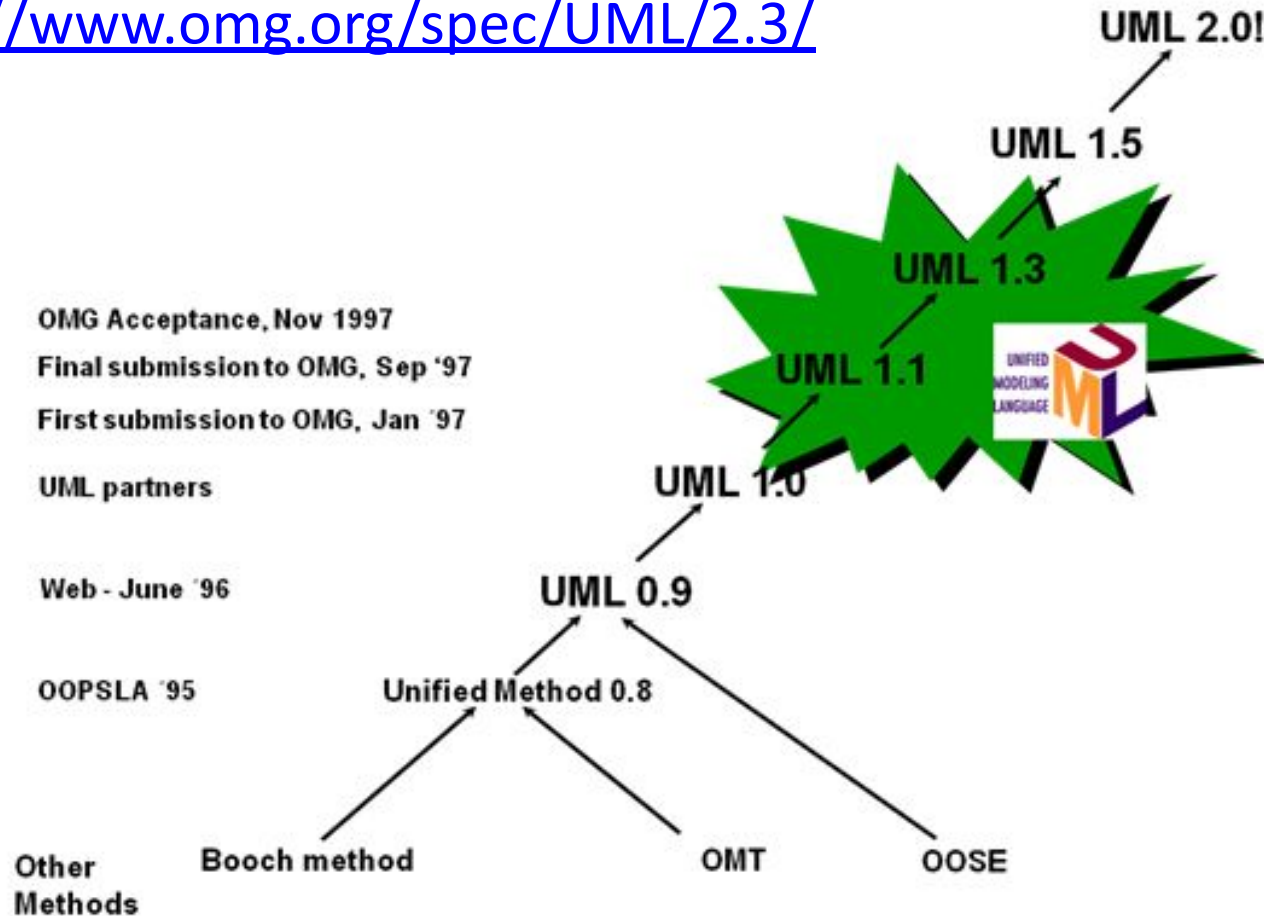 //www.omg.org/spec/UML/2.3/
UML 2.0!
UML 1.5
UML 1.3
OMG Acceptance, Nov 1997
Final submission to OMG, Sep ‘97
UML 1.1
UNIFIED
MODELING
LANGUAGE
UML
First submission to OMG, Jan ´97
UML partners
UML 1.0
Web - June ´96
UML 0.9
OOPSLA ´95
Unified Method 0.8
Other
Methods
Booch method
OMT
OOSE